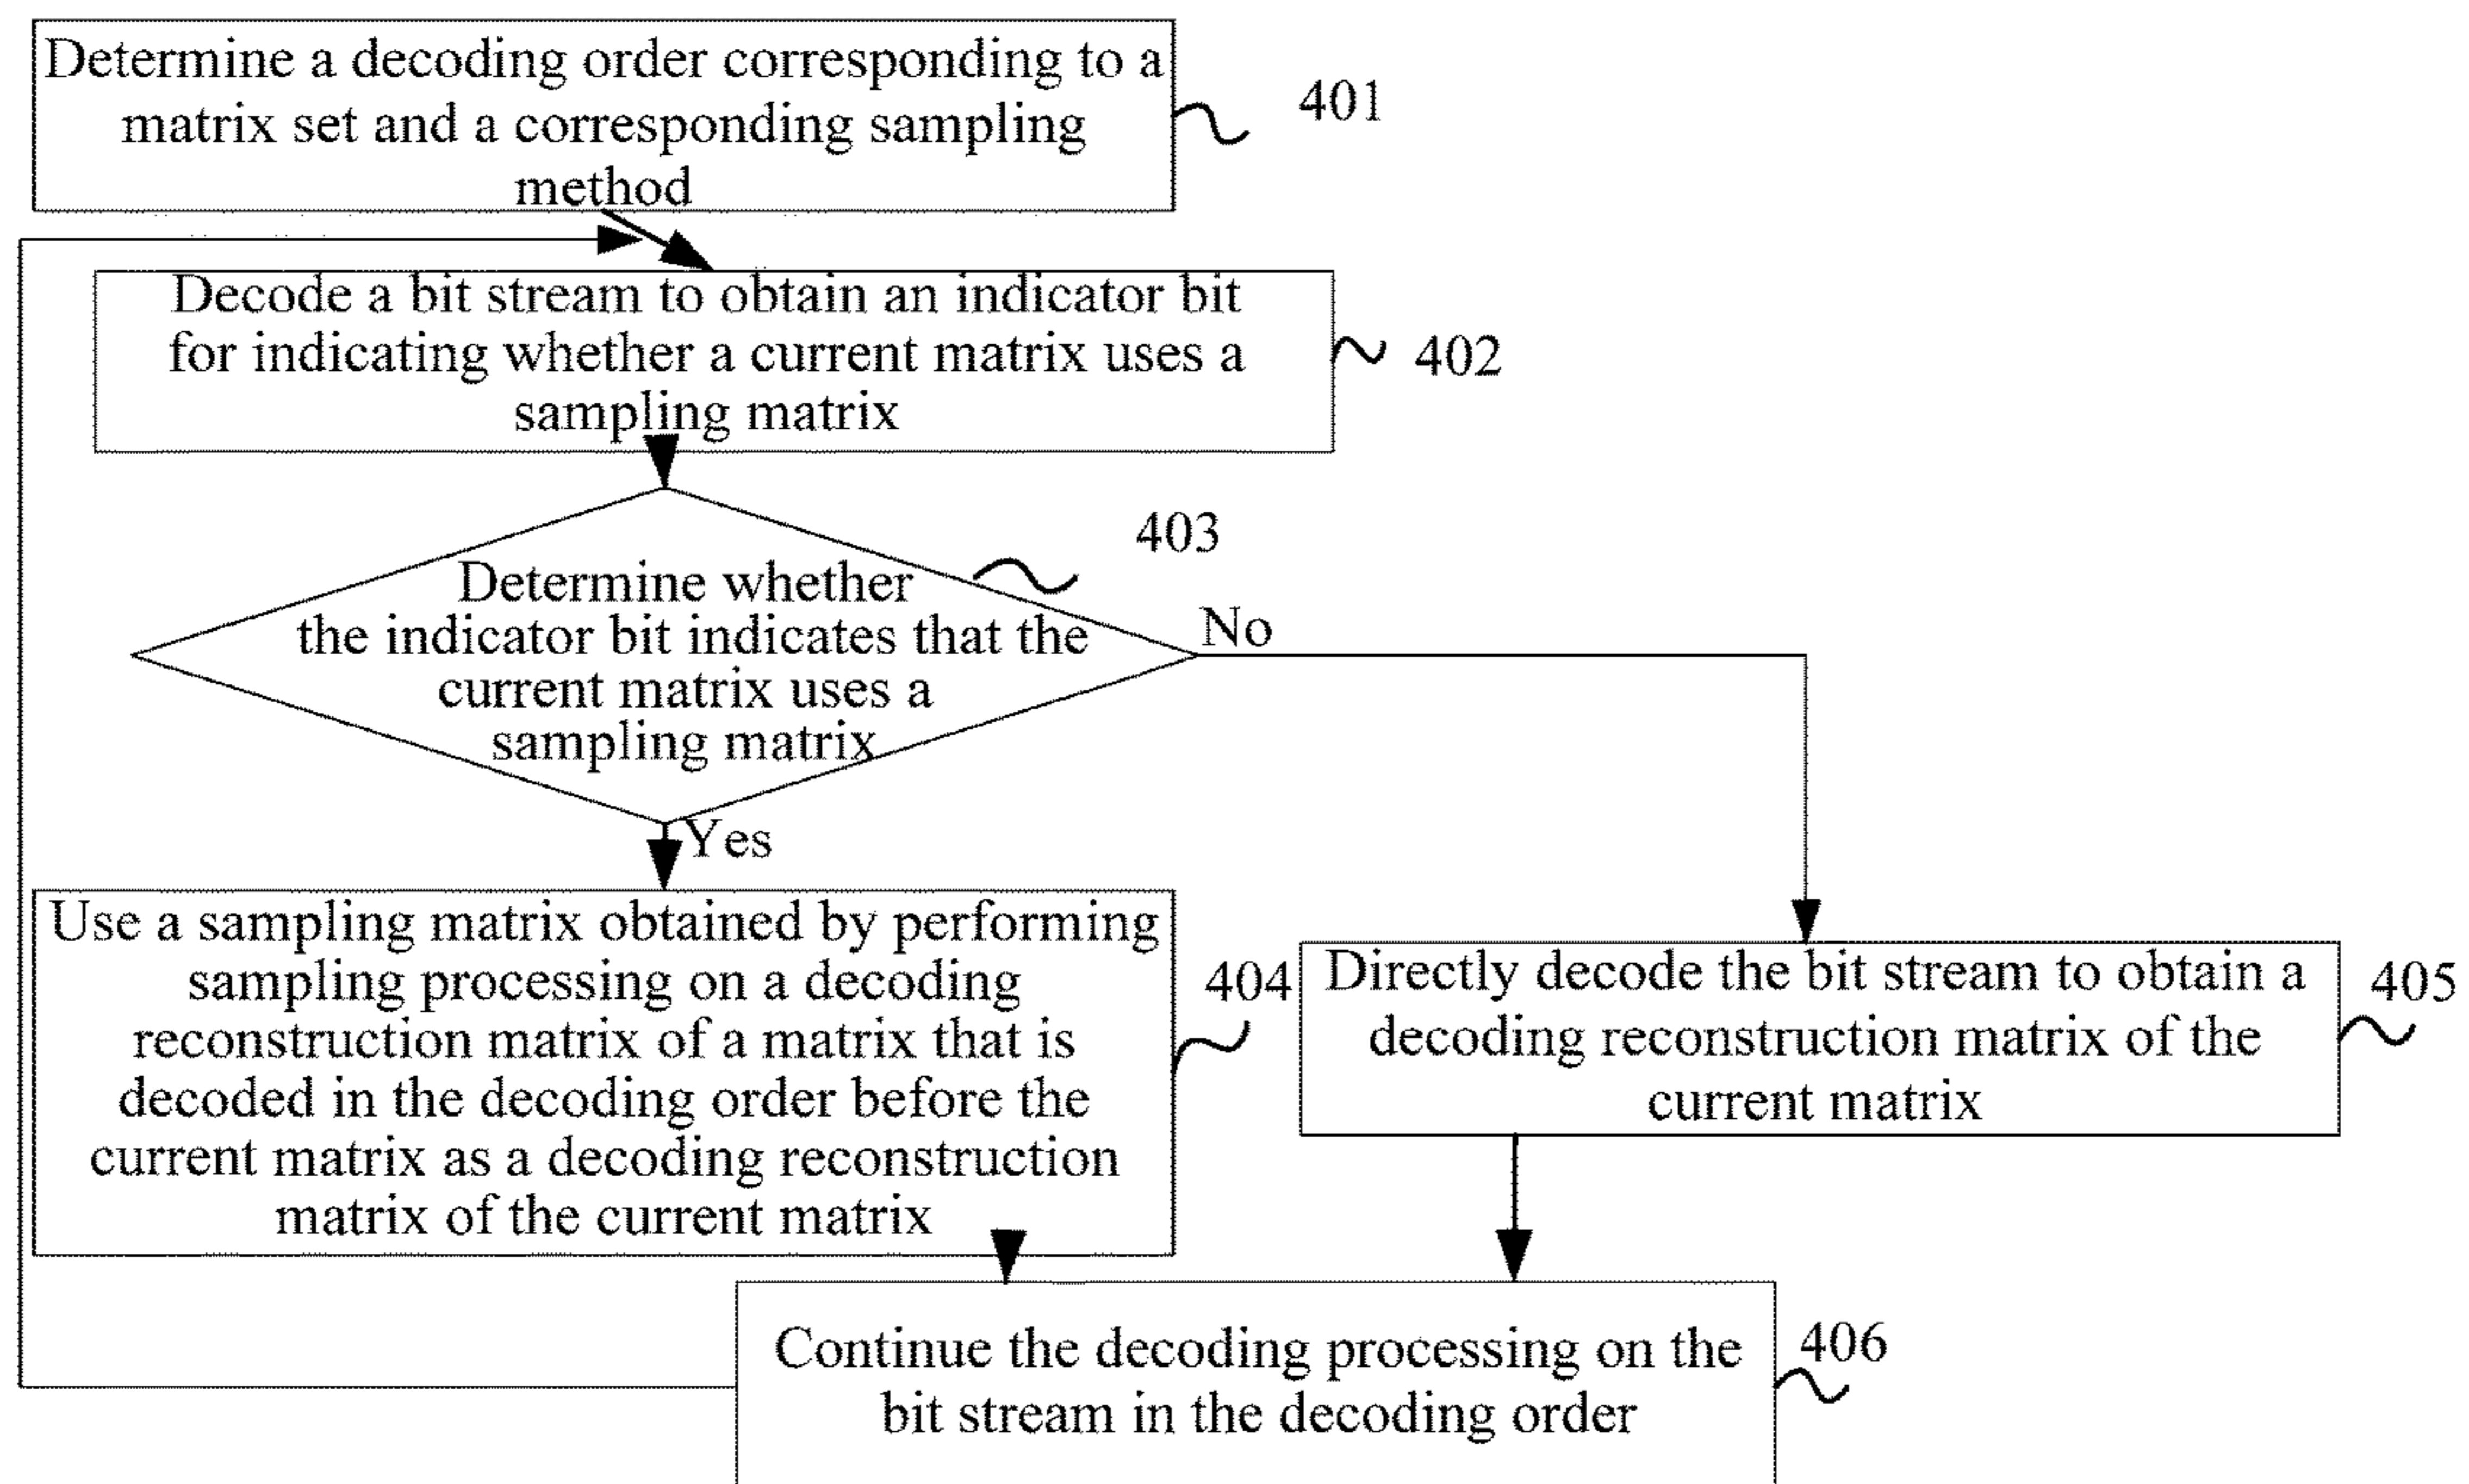 Determine a decoding order corresponding to a
matrix set and a corresponding sampling
method
401
Decode a bit stream to obtain an indicator bit
for indicating whether a current matrix uses a
sampling matrix
402
403
Determine whether
the indicator bit indicates that the
current matrix uses a
sampling matrix
No
Yes
Use a sampling matrix obtained by performing
sampling processing on a decoding
reconstruction matrix of a matrix that is
decoded in the decoding order before the
current matrix as a decoding reconstruction
matrix of the current matrix
404
Directly decode the bit stream to obtain a
decoding reconstruction matrix of the
current matrix
405
Continue the decoding processing on the
bit stream in the decoding order
406